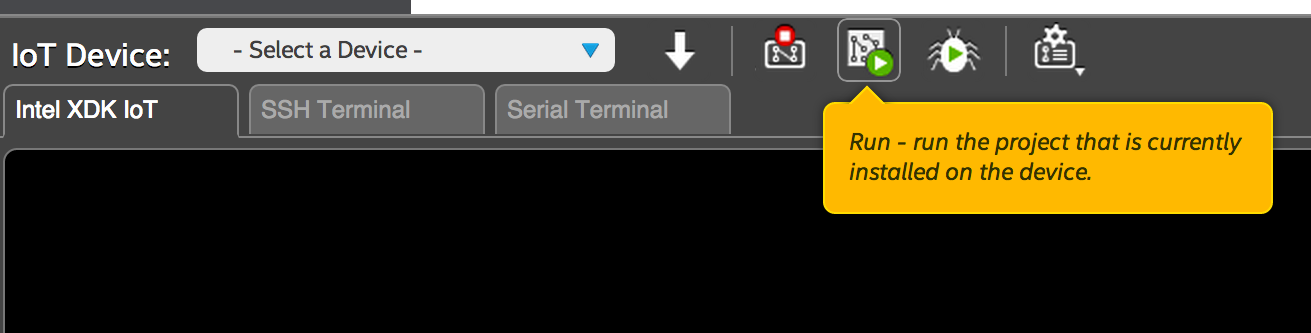 IoT Device: - Select a Device -
Intel XDK IoT SSH Terminal Serial Terminal
Run - run the project that is currently
installed on the device.